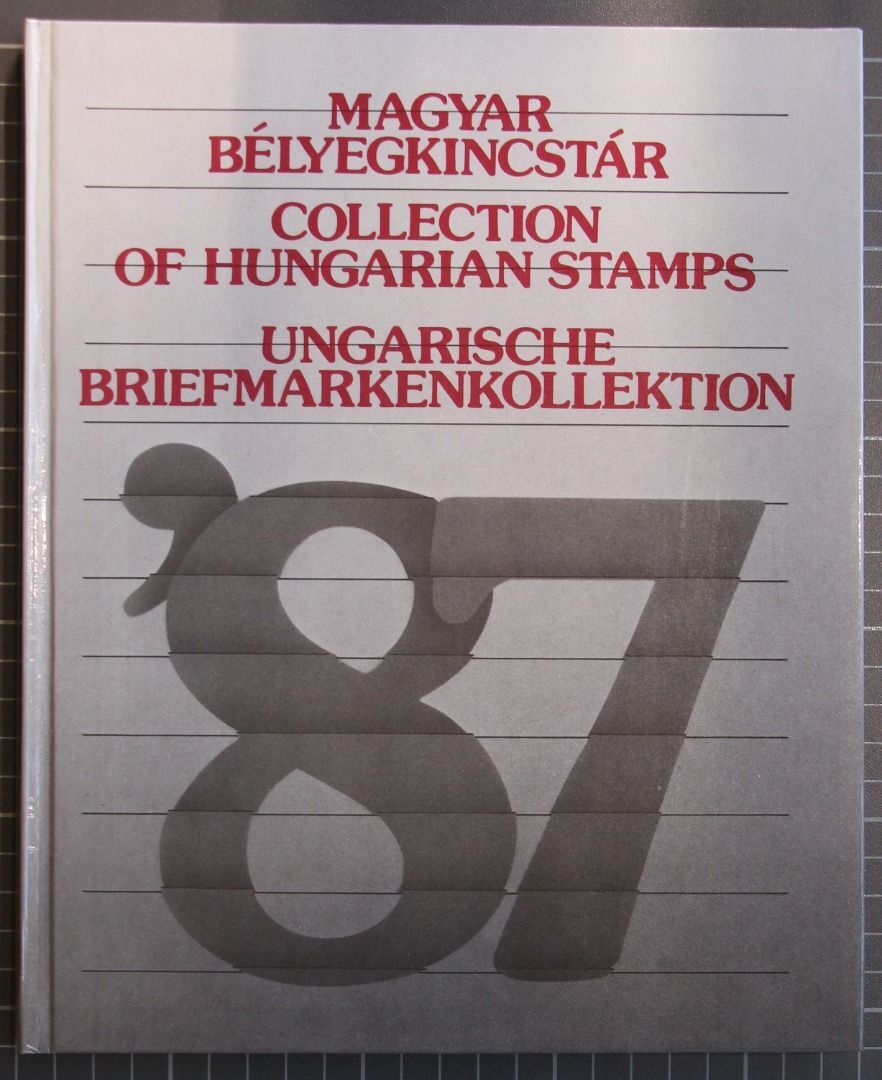 MAGYAR
BÉLYEGKINCSTÁR
COLLECTION
OF HUNGARIAN STAMPS
UNGARISCHE
BRIEFMARKENKOLLEKTION
'87